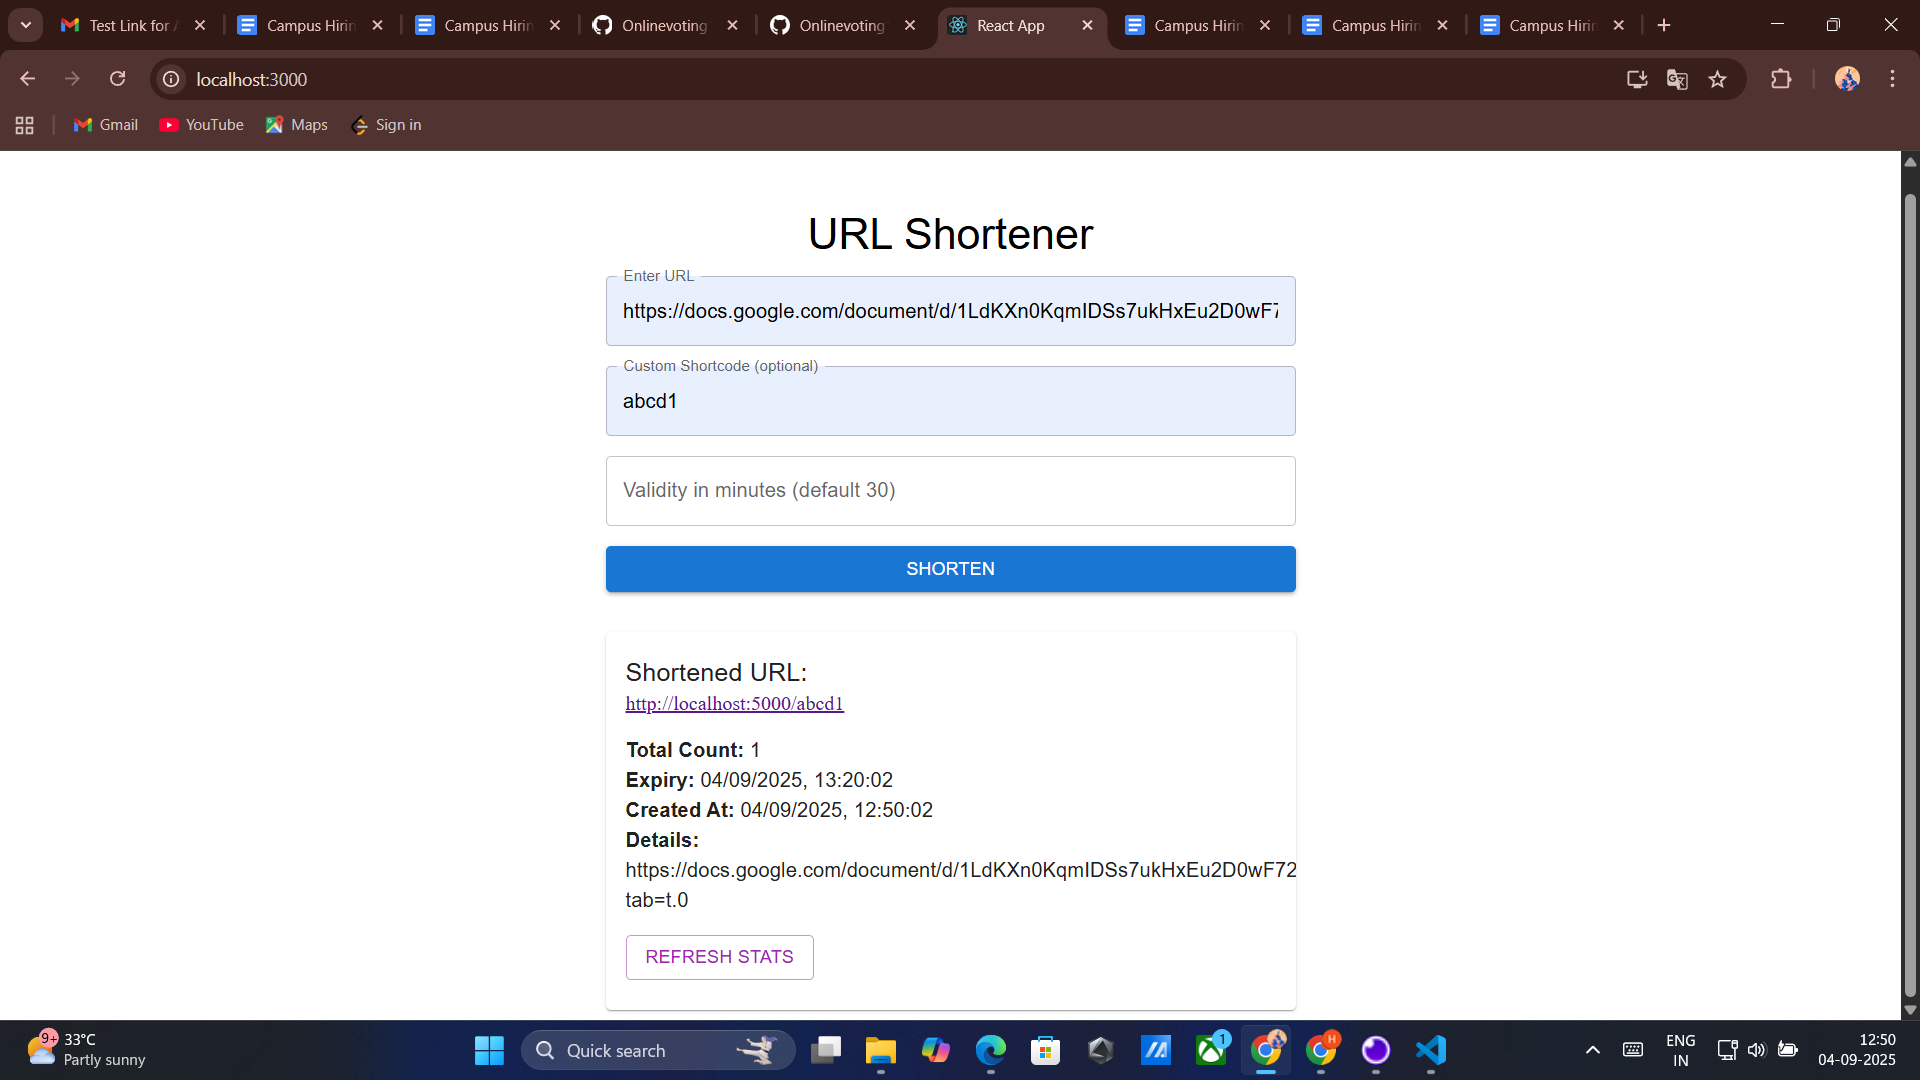 Test Link for A
Campus Hirin
Campus Hirin
Onlinevoting
Onlinevoting
React App
Campus Hirin
Campus Hirin
Campus Hirin
localhost:3000
Gmail
YouTube
Maps
Sign in
URL Shortener
Enter URL
https://docs.google.com/document/d/1LdKXn0KqmIDSs7ukHxEu2D0wF7
Custom Shortcode (optional)
abcd1
Validity in minutes (default 30)
SHORTEN
Shortened URL:
http://localhost:5000/abcd1
Total Count: 1
Expiry: 04/09/2025, 13:20:02
Created At: 04/09/2025, 12:50:02
Details:
https://docs.google.com/document/d/1LdKXn0KqmIDSs7ukHxEu2D0wF72
tab=t.0
REFRESH STATS
9+
33°C
Partly sunny
Quick search
1
H
ENG
IN
12:50
04-09-2025